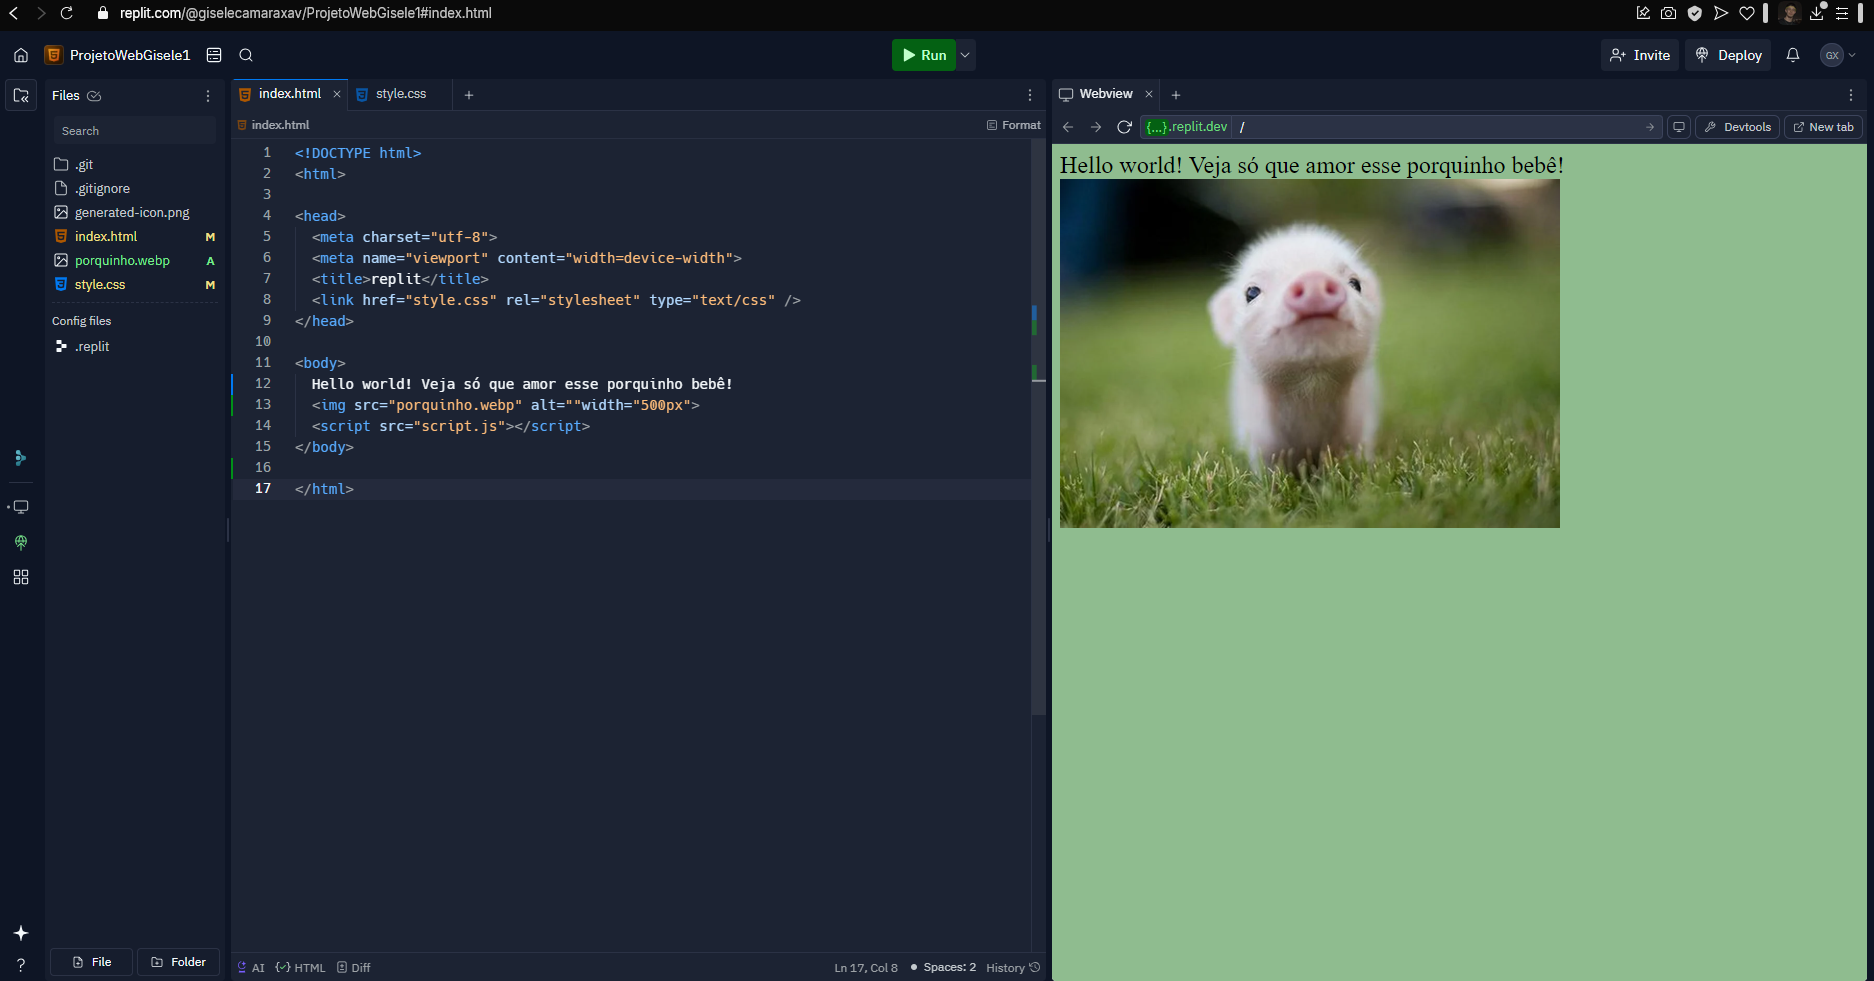 replit.com/@giselecamaraxav/ProjetoWebGisele1#index.html
ProjetoWebGisele1
Run
Invite
Deploy
GX
Files
Search
.git
.gitignore
generated-icon.png
index.html M
porquinho.webp A
style.css M
Config files
.replit
File
Folder
index.html
style.css
index.html
Format
1 <!DOCTYPE html>
2 <html>
3
4 <head>
5 <meta charset="utf-8">
6 <meta name="viewport" content="width=device-width">
7 <title>replit</title>
8 <link href="style.css" rel="stylesheet" type="text/css" />
9 </head>
10
11 <body>
12 Hello world! Veja só que amor esse porquinho bebê!
13 <img src="porquinho.webp" alt=""width="500px">
14 <script src="script.js"></script>
15 </body>
16
17 </html>
AI
HTML
Diff
Ln 17, Col 8
Spaces: 2
History
Webview
{...}.replit.dev /
Devtools
New tab
Hello world! Veja só que amor esse porquinho bebê!